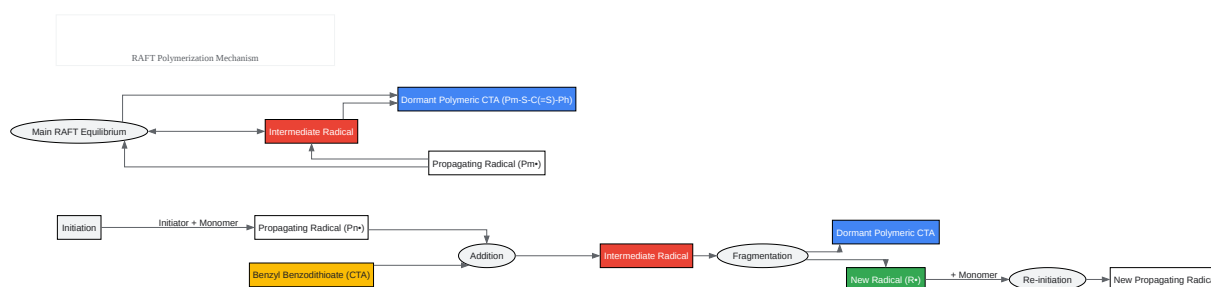 RAFT Polymerization Mechanism
Dormant Polymeric CTA (Pm-S-C(=S)-Ph)
Main RAFT Equilibrium
Intermediate Radical
Propagating Radical (Pm•)
Initiation
Initiator + Monomer
Propagating Radical (Pn•)
Benzyl Benzodithioate (CTA)
Addition
Intermediate Radical
Fragmentation
Dormant Polymeric CTA
New Radical (R•)
+ Monomer
Re-initiation
New Propagating Radical